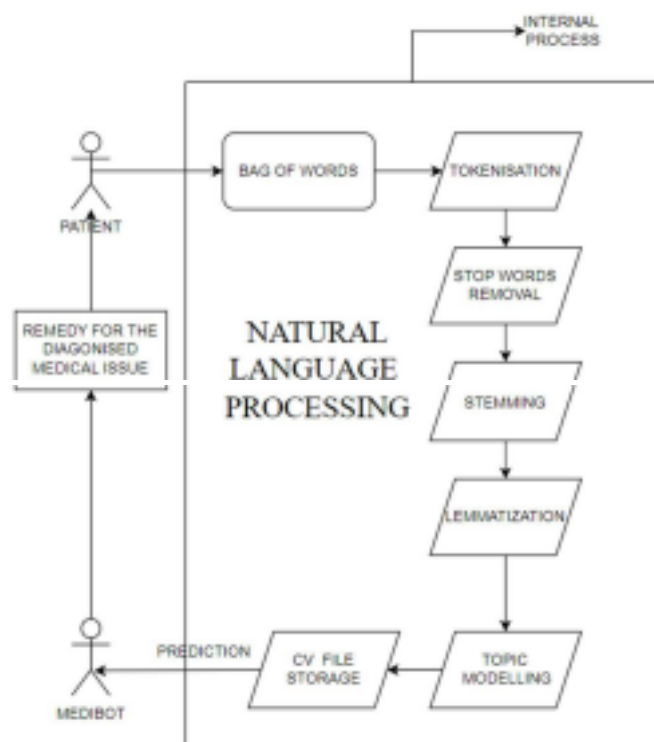 INTERNAL
PROCESS
BAG OF WORDS
TOKENISATION
PATIENT
STOP WORDS
REMOVAL
REMEDY FOR THE
DIAGONISED
MEDICAL ISSUE
NATURAL
LANGUAGE
PROCESSING
STEMMING
LEMMATIZATION
PREDICTION
CV FILE
STORAGE
TOPIC
MODELLING
MEDIBOT